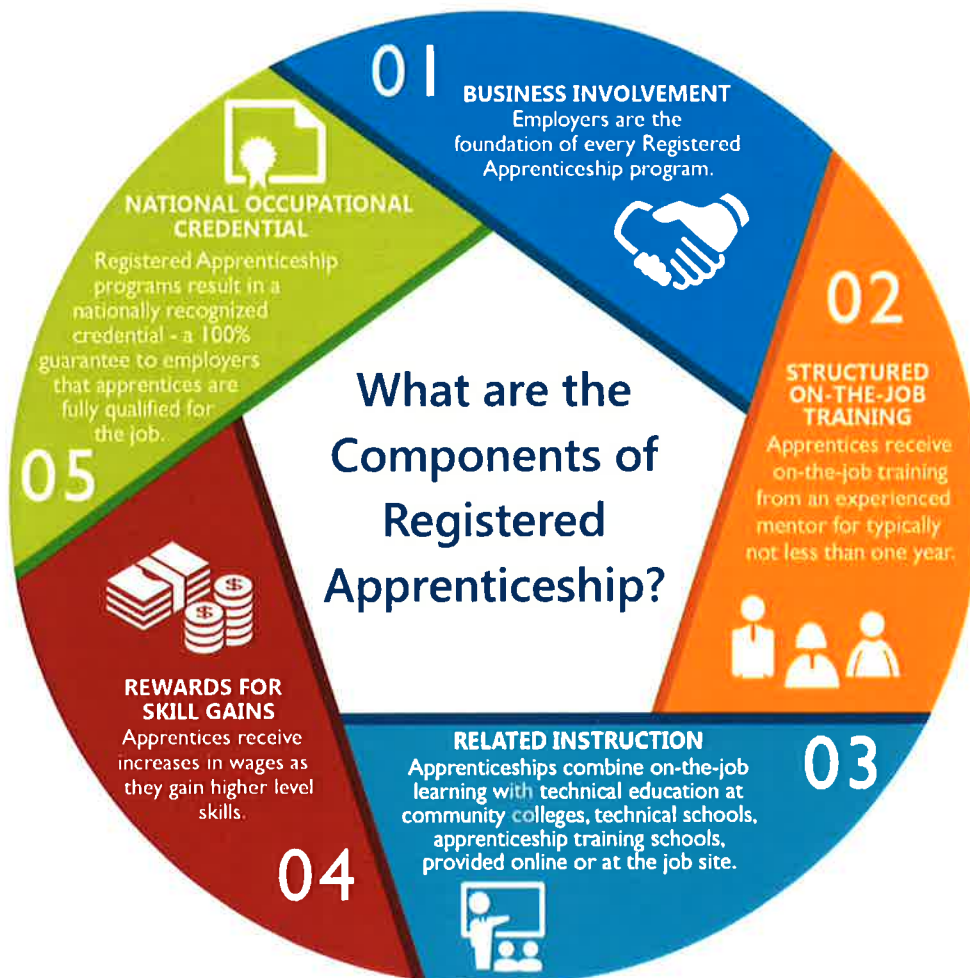 What are the
Components of
Registered
Apprenticeship?
01
BUSINESS INVOLVEMENT
Employers are the
foundation of every Registered
Apprenticeship program.
02
STRUCTURED
ON-THE-JOB
TRAINING
Apprentices receive
on-the-job training
from an experienced
mentor for typically
not less than one year.
03
RELATED INSTRUCTION
Apprenticeships combine on-the-job
learning with technical education at
community colleges, technical schools,
apprenticeship training schools,
provided online or at the job site.
04
REWARDS FOR
SKILL GAINS
Apprentices receive
increases in wages as
they gain higher level
skills.
$
$
05
NATIONAL OCCUPATIONAL
CREDENTIAL
Registered Apprenticeship
programs result in a
nationally recognized
credential - a 100%
guarantee to employers
that apprentices are
fully qualified for
the job.